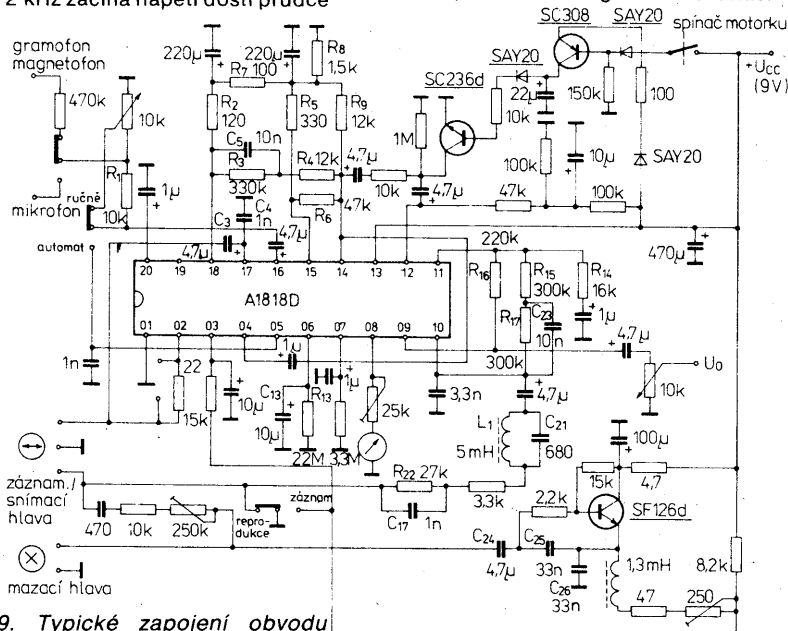 2 kříž začíná napětí dosti prudce
SC308 SAY20
spínač motorku
gramofon
magnetofon
220µ 220µ R8
1,5k
SAY20
SC236d
+Ucc
(9V)
R7 100
470k
10k
R2
120
R5
330
R9
12k
22µ
10k
150k
100
C5
10n
1M
R3
330k
R4 12k
4,7µ
10k
100k
10µ
SAY20
R1
10k
1µ
C4
1n
47k
R6
4,7µ
47k
100k
mikrofon
ručně
C3
4,7µ
4,7µ
220k
470µ
automat
20 19 18 17 16 15 14 13 12 11
R16
R15
300k
R14
16k
A1818D
R17
C23
10n
1µ
01 02 03 04 05 06 07 08 09 10
300k
4,7µ
U0
10k
1n
22
15k
10µ
1µ
C13
10µ
R13
1µ
25k
3,3n
4,7µ
22M 3,3M
L1
5mH
C21
680
100µ
záznam./
snímací
hlava
R22 27k
15k
4,7
470 10k 250k
repro-
dukce
záznam
C17 1n
3,3k
2,2k
SF126d
C24
4,7µ
C25
33n
C26
33n
1,3mH
8,2k
47
250
mazací hlava
9. Typické zapojení obvodu